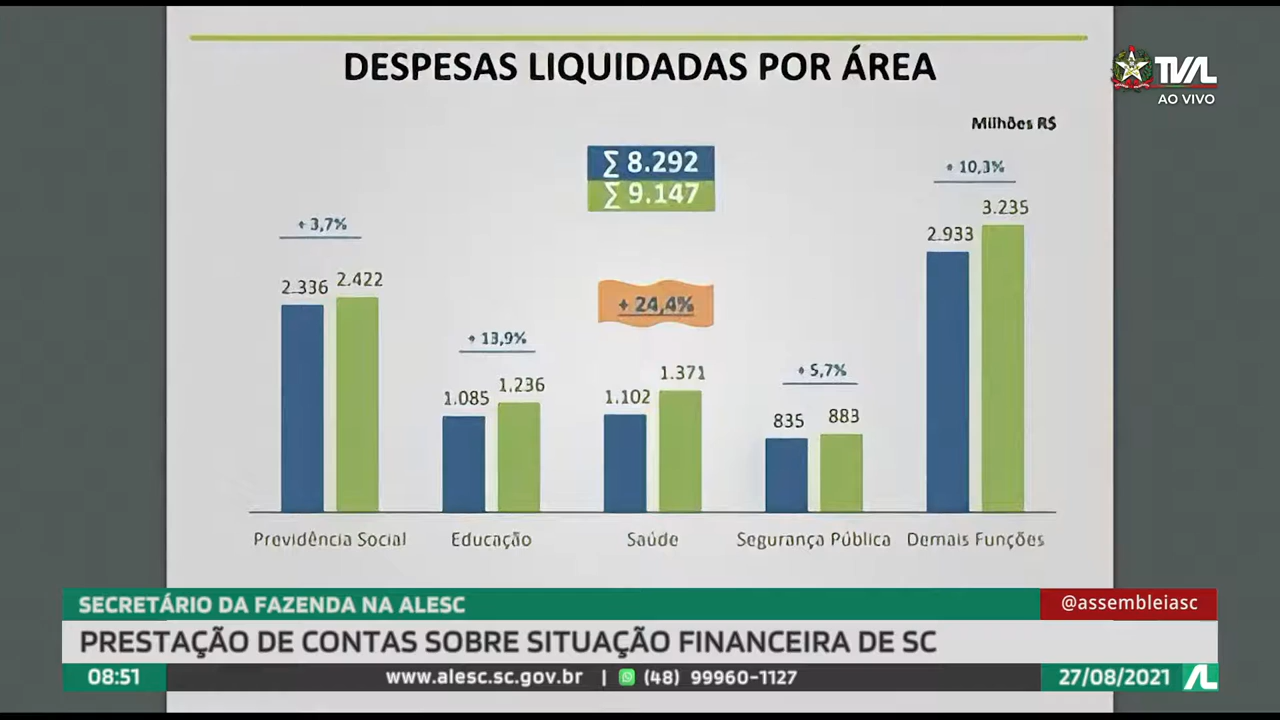 DESPESAS LIQUIDADAS POR ÁREA
TVAL
AO VIVO
Milhões R$
∑ 8.292
∑ 9.147
+ 3,7%
2.336
2.422
+ 13,9%
1.085
1.236
+ 24,4%
1.102
1.371
+ 5,7%
835
883
+ 10,3%
2.933
3.235
Previdência Social
Educação
Saúde
Segurança Pública
Demais Funções
SECRETÁRIO DA FAZENDA NA ALESC
@assembleiasc
PRESTAÇÃO DE CONTAS SOBRE SITUAÇÃO FINANCEIRA DE SC
08:51
www.alesc.sc.gov.br | (48) 99960-1127
27/08/2021